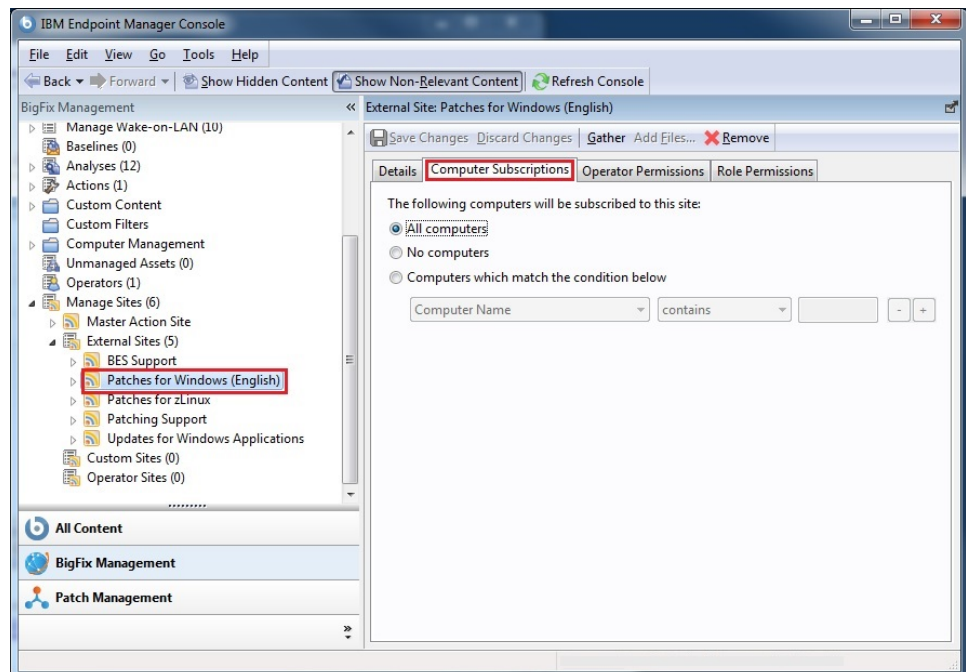 IBM Endpoint Manager Console
File Edit View Go Tools Help
Back Forward Show Hidden Content Show Non-Relevant Content Refresh Console
BigFix Management
«
External Site: Patches for Windows (English)
Manage Wake-on-LAN (10)
Baselines (0)
Analyses (12)
Actions (1)
Custom Content
Custom Filters
Computer Management
Unmanaged Assets (0)
Operators (1)
Manage Sites (6)
Master Action Site
External Sites (5)
BES Support
Patches for Windows (English)
Patches for zLinux
Patching Support
Updates for Windows Applications
Custom Sites (0)
Operator Sites (0)
All Content
BigFix Management
Patch Management
»
Save Changes Discard Changes Gather Add Files... Remove
Details Computer Subscriptions Operator Permissions Role Permissions
The following computers will be subscribed to this site:
All computers
No computers
Computers which match the condition below
Computer Name contains - +